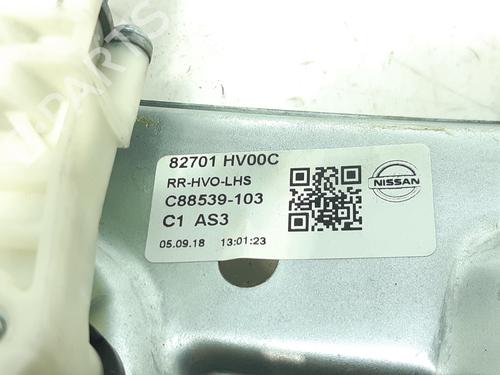 82701 HV00C
RR-HVO-LHS
C88539-103
C1 AS3
05.09.18 13:01:23
NISSAN